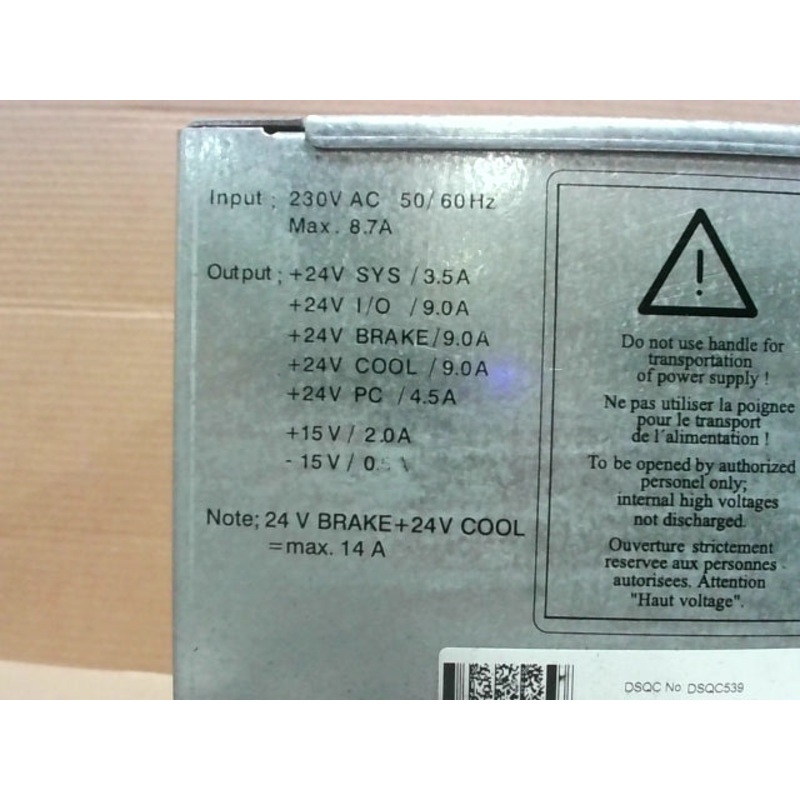 Input ; 230V AC 50/60Hz
Max. 8.7A
Output ; +24V SYS /3.5A
+24V I/O /9.0A
+24V BRAKE/9.0A
+24V COOL /9.0A
+24V PC /4.5A
+15V / 2.0A
- 15V /
Note; 24 V BRAKE+24V COOL
=max. 14 A
!
Do not use handle for
transportation
of power supply !
Ne pas utiliser la poignee
pour le transport
de l'alimentation !
To be opened by authorized
personel only;
internal high voltages
not discharged.
Ouverture strictement
reservee aux personnes
autorisees. Attention
"Haut voltage".
DSQC No: DSQC539